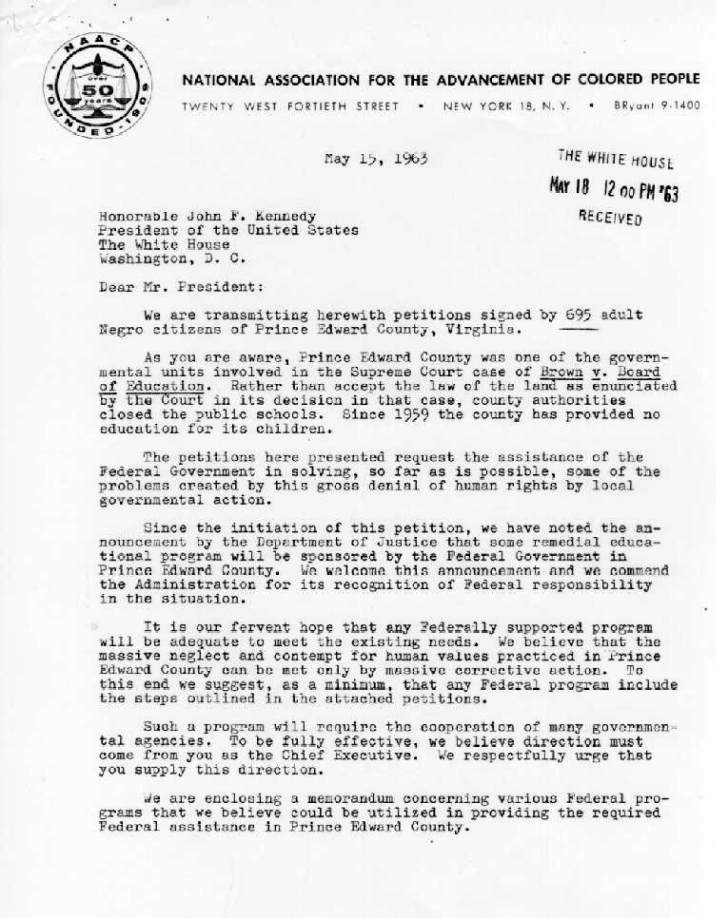 NAACP
OVER
50
years
FOUNDED 1909
NATIONAL ASSOCIATION FOR THE ADVANCEMENT OF COLORED PEOPLE
TWENTY WEST FORTIETH STREET • NEW YORK 18, N. Y. • BRyant 9-1400
May 15, 1963
THE WHITE HOUSE
MAY 18 12 00 PM '63
RECEIVED
Honorable John F. Kennedy
President of the United States
The White House
Washington, D. C.
Dear Mr. President:
We are transmitting herewith petitions signed by 695 adult
Negro citizens of Prince Edward County, Virginia.
As you are aware, Prince Edward County was one of the govern-
mental units involved in the Supreme Court case of Brown v. Board
of Education. Rather than accept the law of the land as enunciated
by the Court in its decision in that case, county authorities
closed the public schools. Since 1959 the county has provided no
education for its children.
The petitions here presented request the assistance of the
Federal Government in solving, so far as is possible, some of the
problems created by this gross denial of human rights by local
governmental action.
Since the initiation of this petition, we have noted the an-
nouncement by the Department of Justice that some remedial educa-
tional program will be sponsored by the Federal Government in
Prince Edward County. We welcome this announcement and we commend
the Administration for its recognition of Federal responsibility
in the situation.
It is our fervent hope that any Federally supported program
will be adequate to meet the existing needs. We believe that the
massive neglect and contempt for human values practiced in Prince
Edward County can be met only by massive corrective action. To
this end we suggest, as a minimum, that any Federal program include
the steps outlined in the attached petitions.
Such a program will require the cooperation of many governmen-
tal agencies. To be fully effective, we believe direction must
come from you as the Chief Executive. We respectfully urge that
you supply this direction.
We are enclosing a memorandum concerning various Federal pro-
grams that we believe could be utilized in providing the required
Federal assistance in Prince Edward County.